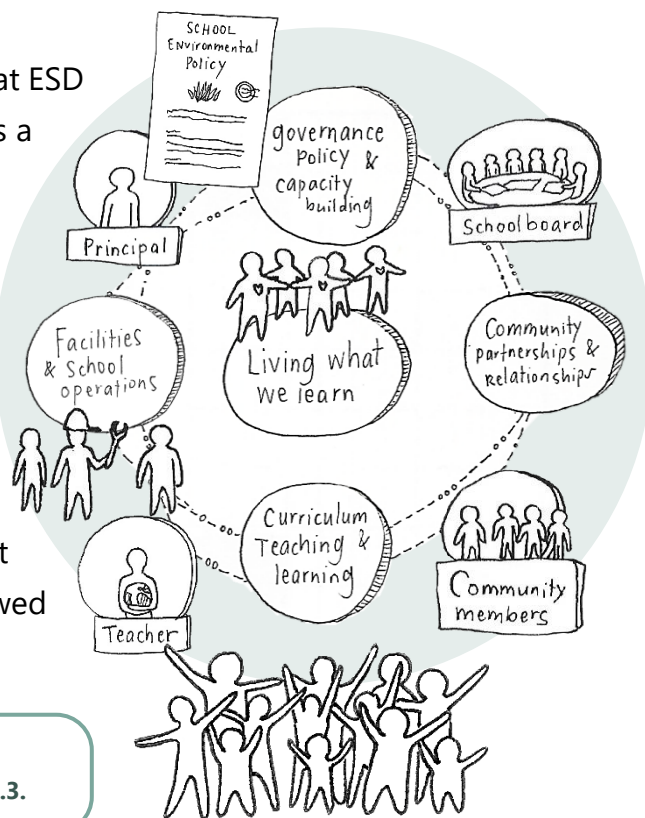 at ESD
s a
SCHOOL
Environmental
Policy
governance
policy &
capacity
building
Principal
Schoolboard
Facilities
& School
operations
Living what
we learn
Community
partnerships &
relationships
Curriculum
Teaching &
learning
t
wed
Teacher
Community
members
.3.